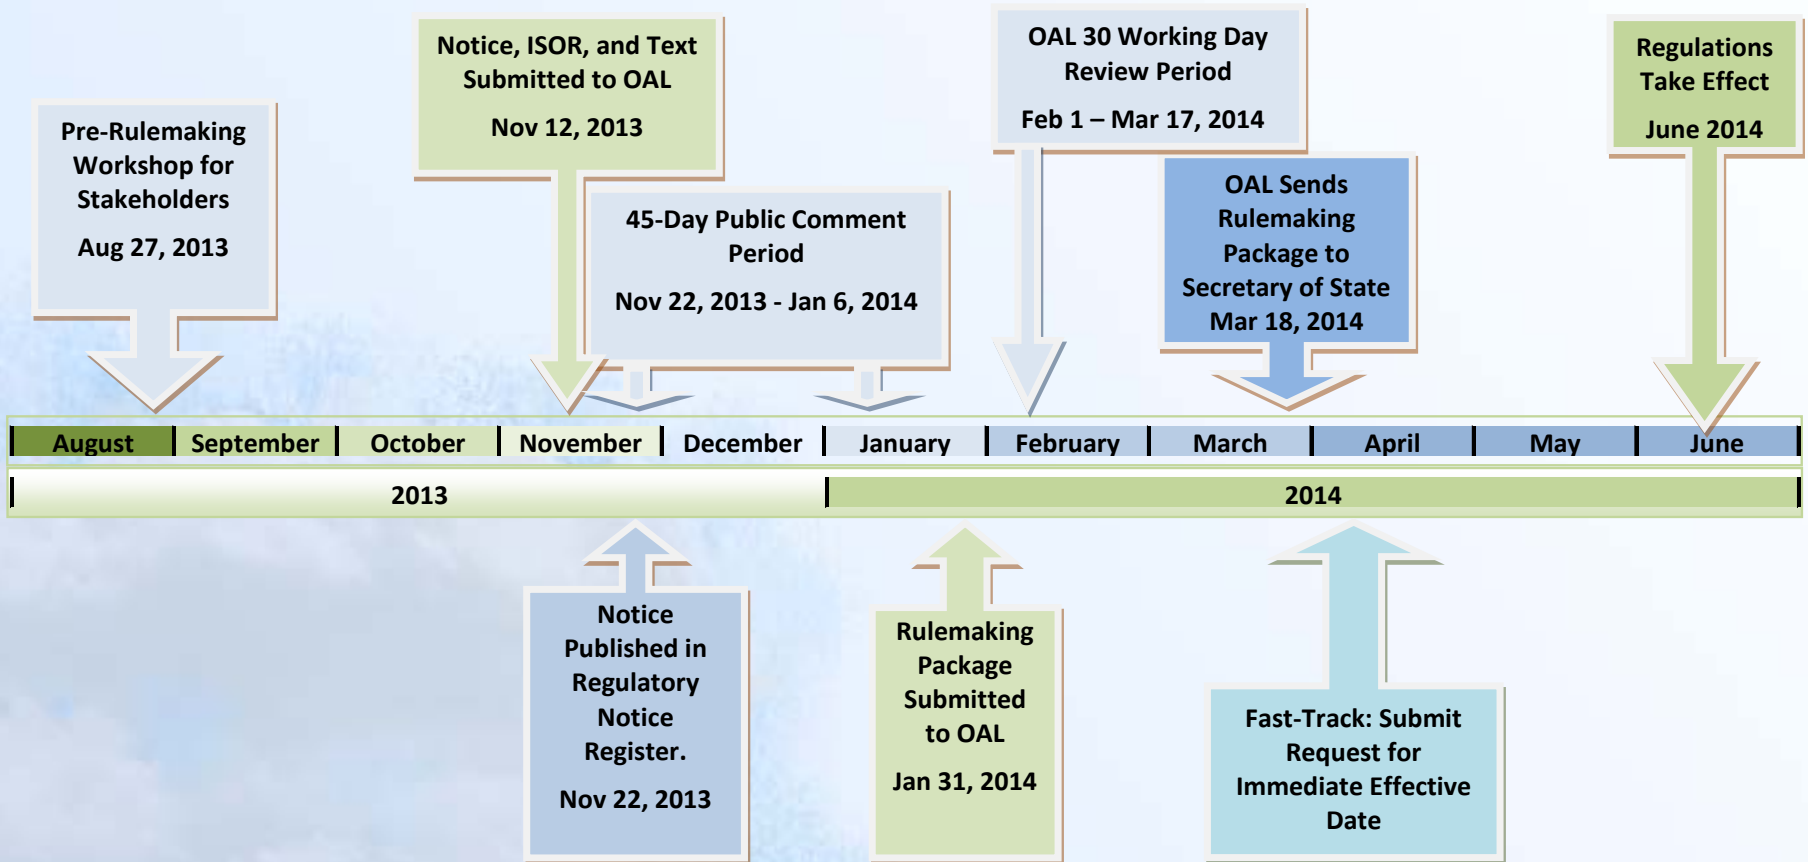 Pre-Rulemaking
Workshop for
Stakeholders
Aug 27, 2013
Notice, ISOR, and Text
Submitted to OAL
Nov 12, 2013
45-Day Public Comment
Period
Nov 22, 2013 - Jan 6, 2014
OAL 30 Working Day
Review Period
Feb 1 – Mar 17, 2014
OAL Sends
Rulemaking
Package to
Secretary of State
Mar 18, 2014
Regulations
Take Effect
June 2014
August September October November December January February March April May June
2013 2014
Notice
Published in
Regulatory
Notice
Register.
Nov 22, 2013
Rulemaking
Package
Submitted
to OAL
Jan 31, 2014
Fast-Track: Submit
Request for
Immediate Effective
Date